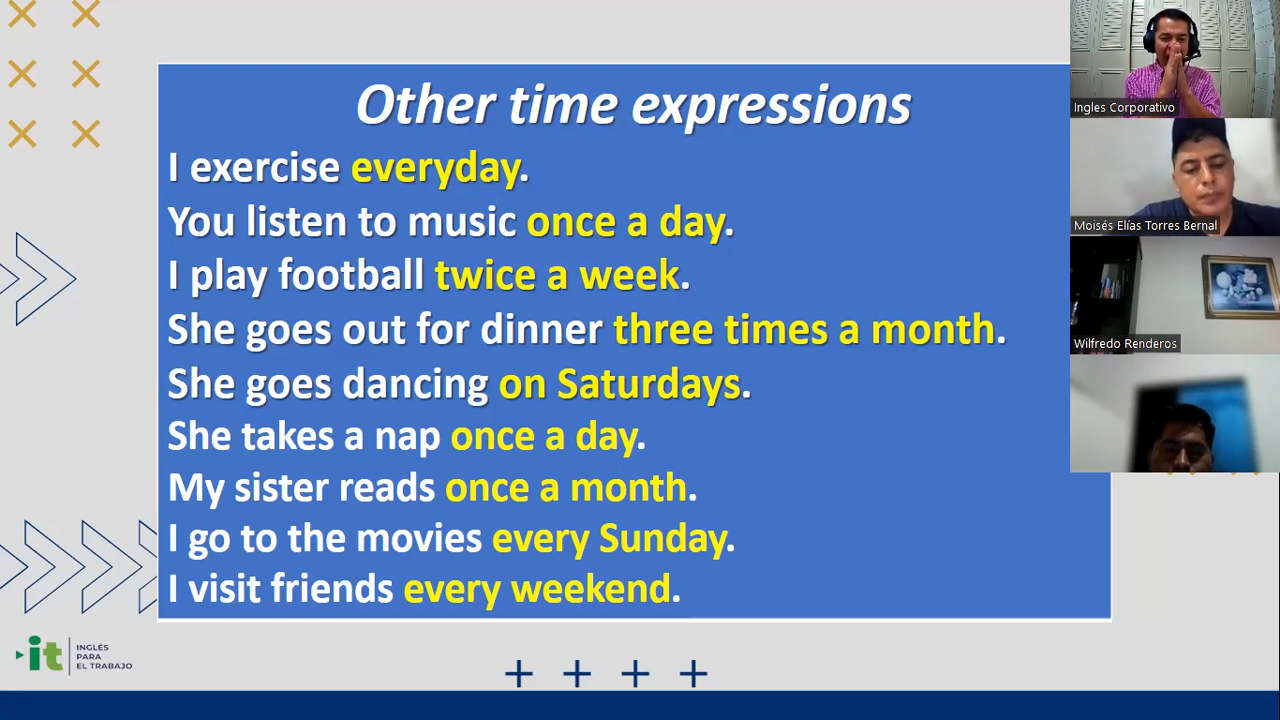 Other time expressions
I exercise everyday.
You listen to music once a day.
I play football twice a week.
She goes out for dinner three times a month.
She goes dancing on Saturdays.
She takes a nap once a day.
My sister reads once a month.
I go to the movies every Sunday.
I visit friends every weekend.
it
INGLÉS
PARA
EL TRABAJO
Ingles Corporativo
Moisés Elías Torres Bernal
Wilfredo Renderos